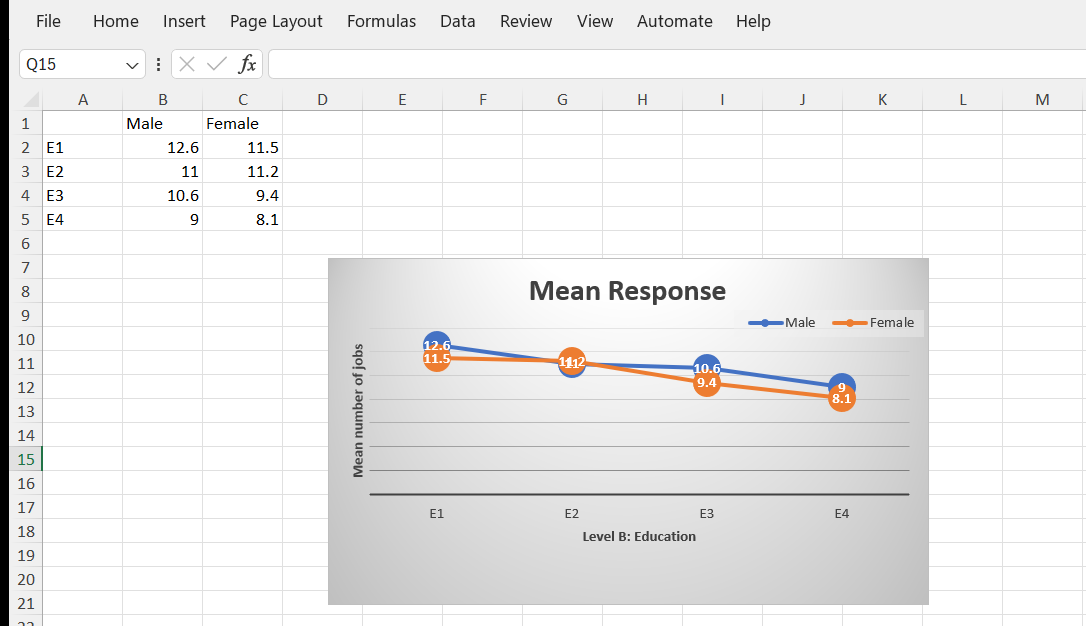 File Home Insert Page Layout Formulas Data Review View Automate Help
Q15 fx
A B C D E F G H I J K L M
1 Male Female
2 E1 12.6 11.5
3 E2 11 11.2
4 E3 10.6 9.4
5 E4 9 8.1
6
7
8
9
10
11
12
13
14
15
16
17
18
19
20
21
Mean Response
Male Female
Mean number of jobs
12.6 11 10.6 9
11.5 11.2 9.4 8.1
E1 E2 E3 E4
Level B: Education